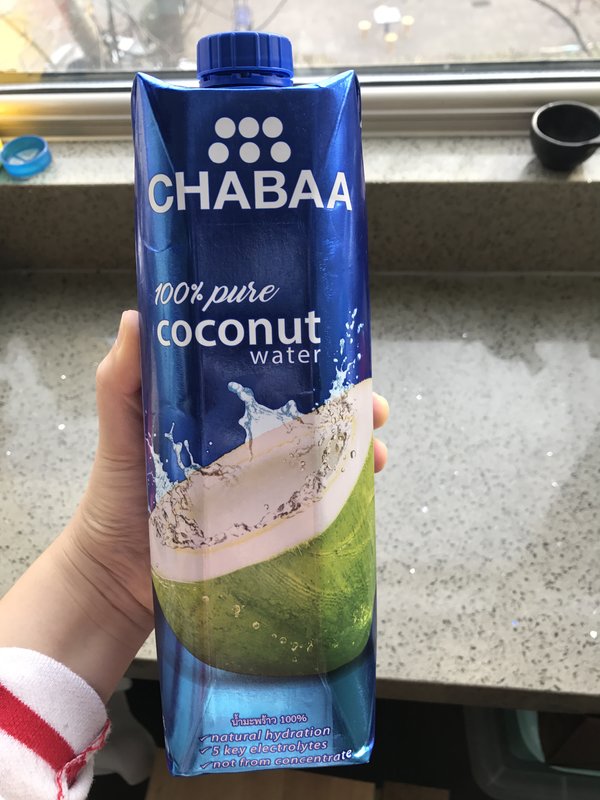 CHABAA
100% pure
coconut
water
น้ำมะพร้าว 100%
✓natural hydration
✓5 key electrolytes
✓not from concentrate